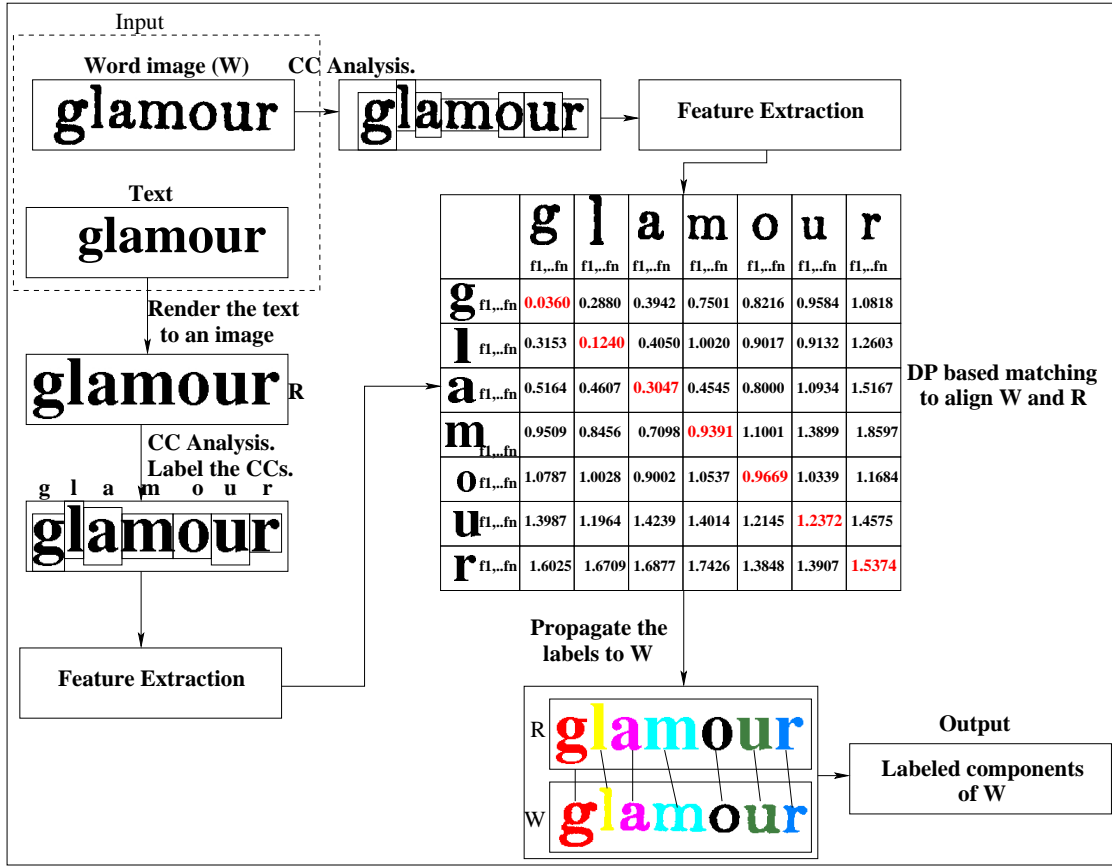 Input
Word image (W)
CC Analysis.
glamour
glamour
Feature Extraction
Text
glamour
Render the text
to an image
glamour
R
CC Analysis.
Label the CCs.
g l a m o u r
glamour
Feature Extraction
g l a m o u r
f1,..fn f1,..fn f1,..fn f1,..fn f1,..fn f1,..fn f1,..fn
g f1,..fn 0.0360 0.2880 0.3942 0.7501 0.8216 0.9584 1.0818
l f1,..fn 0.3153 0.1240 0.4050 1.0020 0.9017 0.9132 1.2603
a f1,..fn 0.5164 0.4607 0.3047 0.4545 0.8000 1.0934 1.5167
m f1,..fn 0.9509 0.8456 0.7098 0.9391 1.1001 1.3899 1.8597
o f1,..fn 1.0787 1.0028 0.9002 1.0537 0.9669 1.0339 1.1684
u f1,..fn 1.3987 1.1964 1.4239 1.4014 1.2145 1.2372 1.4575
r f1,..fn 1.6025 1.6709 1.6877 1.7426 1.3848 1.3907 1.5374
DP based matching
to align W and R
Propagate the
labels to W
R glamour
W glamour
Output
Labeled components
of W